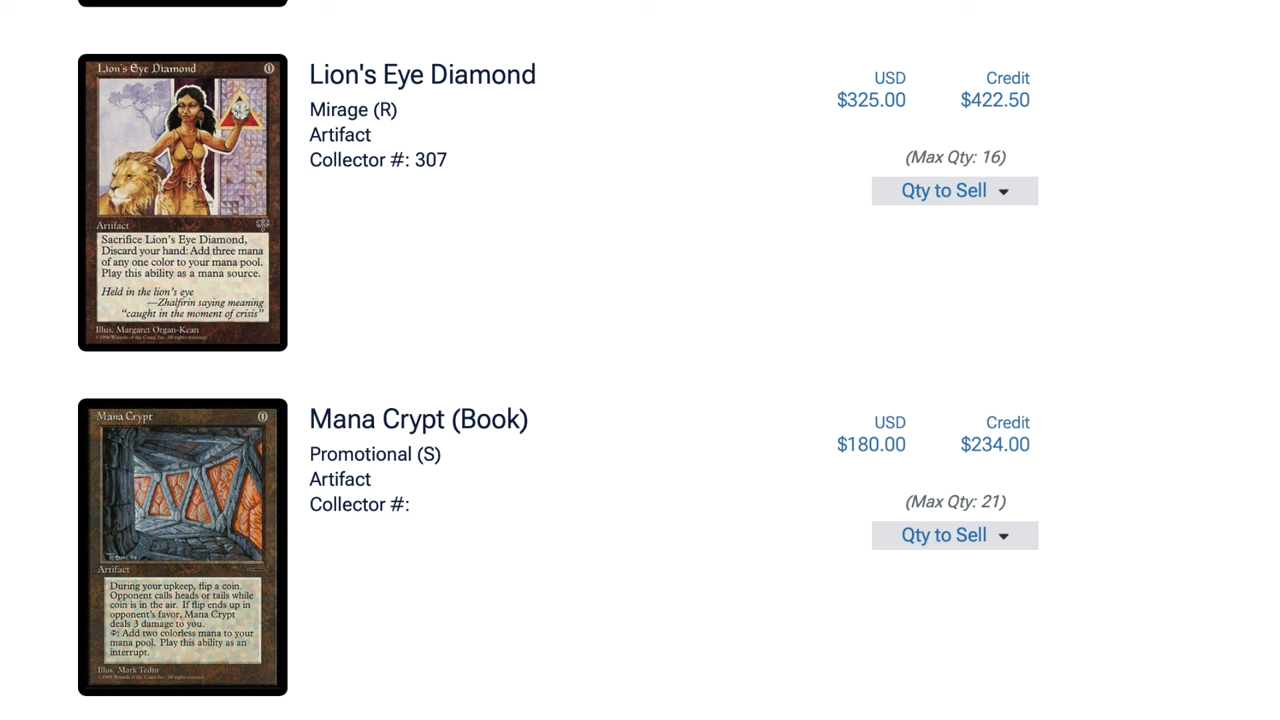 Lion's Eye Diamond
0
Artifact
Sacrifice Lion's Eye Diamond,
Discard your hand: Add three mana
of any one color to your mana pool.
Play this ability as a mana source.
Held in the lion's eye
—Zhalfirin saying meaning
"caught in the moment of crisis"
Illus. Margaret Organ-Kean
Lion's Eye Diamond
Mirage (R)
Artifact
Collector #: 307
USD Credit
$325.00 $422.50
(Max Qty: 16)
Qty to Sell
Mana Crypt
0
Artifact
During your upkeep, flip a coin.
Opponent calls heads or tails while
coin is in the air. If flip ends up in
opponent's favor, Mana Crypt
deals 3 damage to you.
: Add two colorless mana to your
mana pool. Play this ability as an
interrupt.
Illus. Mark Tedin
Mana Crypt (Book)
Promotional (S)
Artifact
Collector #:
USD Credit
$180.00 $234.00
(Max Qty: 21)
Qty to Sell